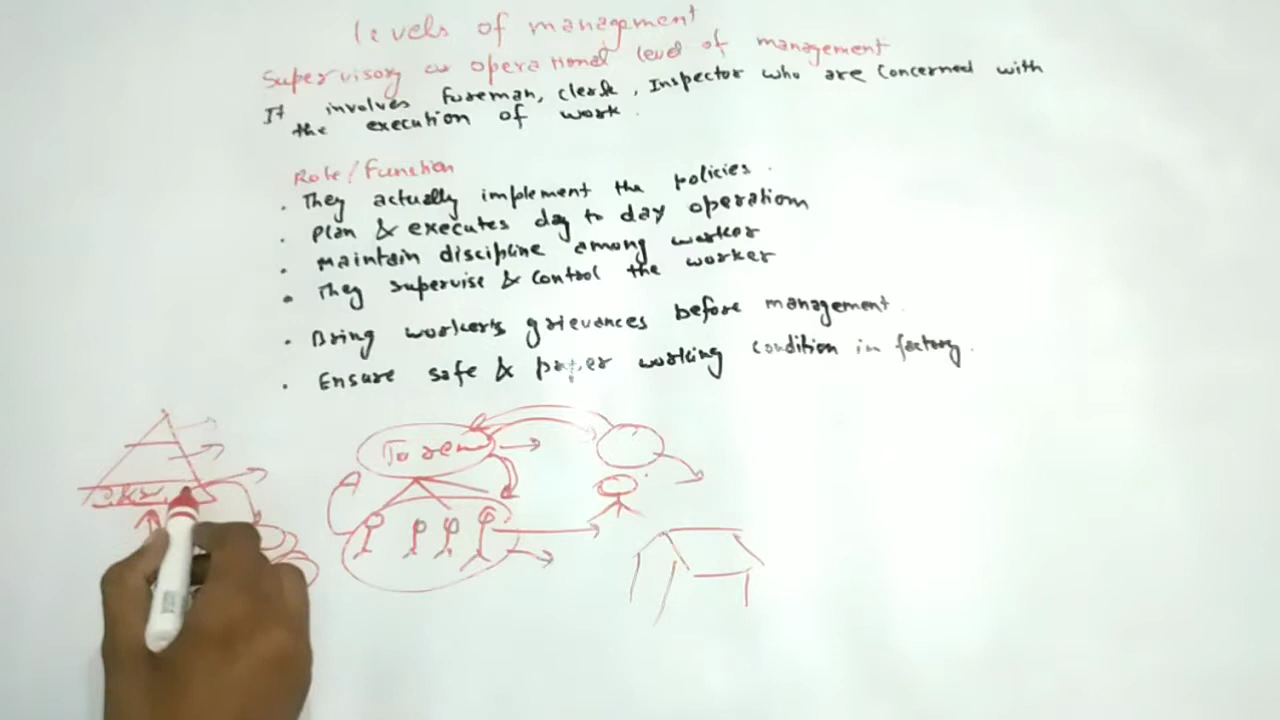 levels of management
Supervisory or operational level of management
It involves foreman, clerk, Inspector who are concerned with
the execution of work.
Role/Function
• They actually implement the policies.
• Plan & executes day to day operation
• Maintain discipline among worker
• They supervise & control the worker
• Bring worker's grievances before management.
• Ensure safe & proper working condition in factory.